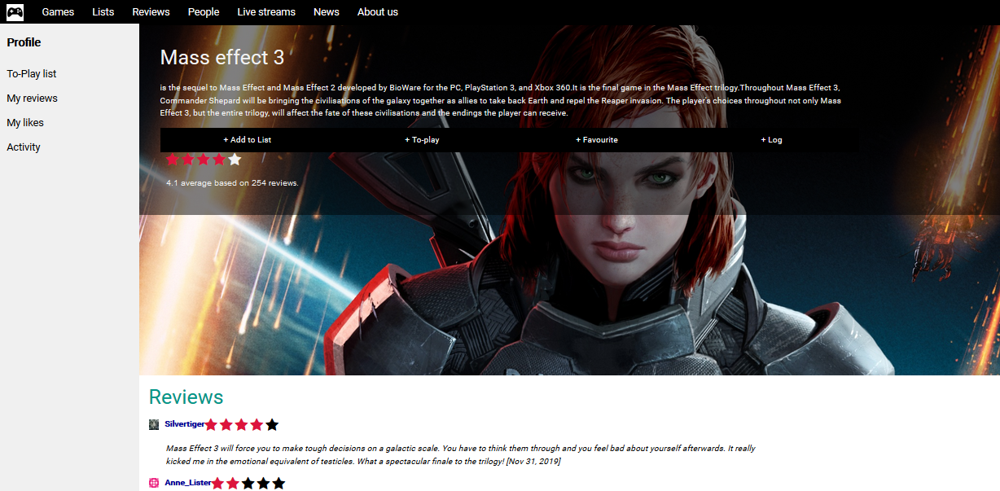 Games Lists Reviews People Live streams News About us
Profile
To-Play list
My reviews
My likes
Activity
Mass effect 3
is the sequel to Mass Effect and Mass Effect 2 developed by BioWare for the PC, PlayStation 3, and Xbox 360.It is the final game in the Mass Effect trilogy.Throughout Mass Effect 3,
Commander Shepard will be bringing the civilisations of the galaxy together as allies to take back Earth and repel the Reaper invasion. The player's choices throughout not only Mass
Effect 3, but the entire trilogy, will affect the fate of these civilisations and the endings the player can receive.
+ Add to List + To-play + Favourite + Log
4.1 average based on 254 reviews.
Reviews
Silvertiger
Mass Effect 3 will force you to make tough decisions on a galactic scale. You have to think them through and you feel bad about yourself afterwards. It really
kicked me in the emotional equivalent of testicles. What a spectacular finale to the trilogy! [Nov 31, 2019]
Anne_Lister